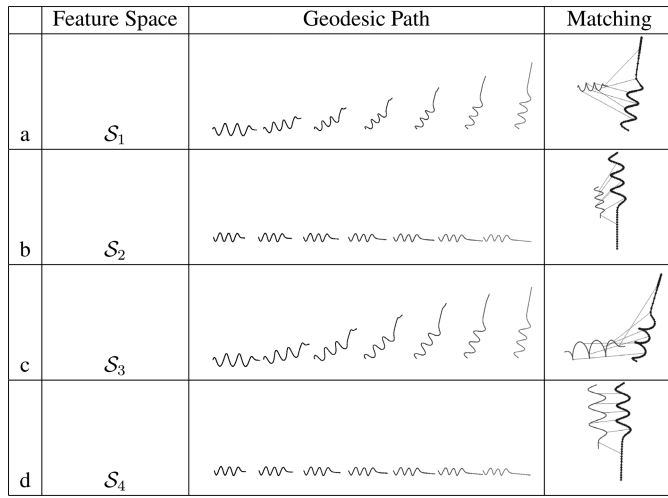 Feature Space Geodesic Path Matching
a S₁
b S₂
c S₃
d S₄